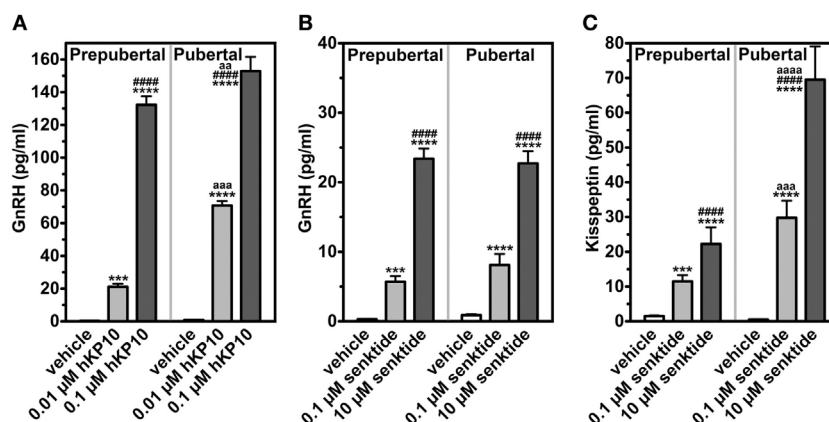 A
Prepubertal Pubertal
GnRH (pg/ml)
160
140
120
100
80
60
40
20
0
***
####
****
aaa
****
aa
####
****
vehicle
0.01 µM hKP10
0.1 µM hKP10
vehicle
0.01 µM hKP10
0.1 µM hKP10
B
Prepubertal Pubertal
GnRH (pg/ml)
40
30
20
10
0
***
####
****
****
####
****
vehicle
0.1 µM senktide
10 µM senktide
vehicle
0.1 µM senktide
10 µM senktide
C
Prepubertal Pubertal
Kisspeptin (pg/ml)
80
70
60
50
40
30
20
10
0
***
####
****
aaa
****
aaaa
####
****
vehicle
0.1 µM senktide
10 µM senktide
vehicle
0.1 µM senktide
10 µM senktide